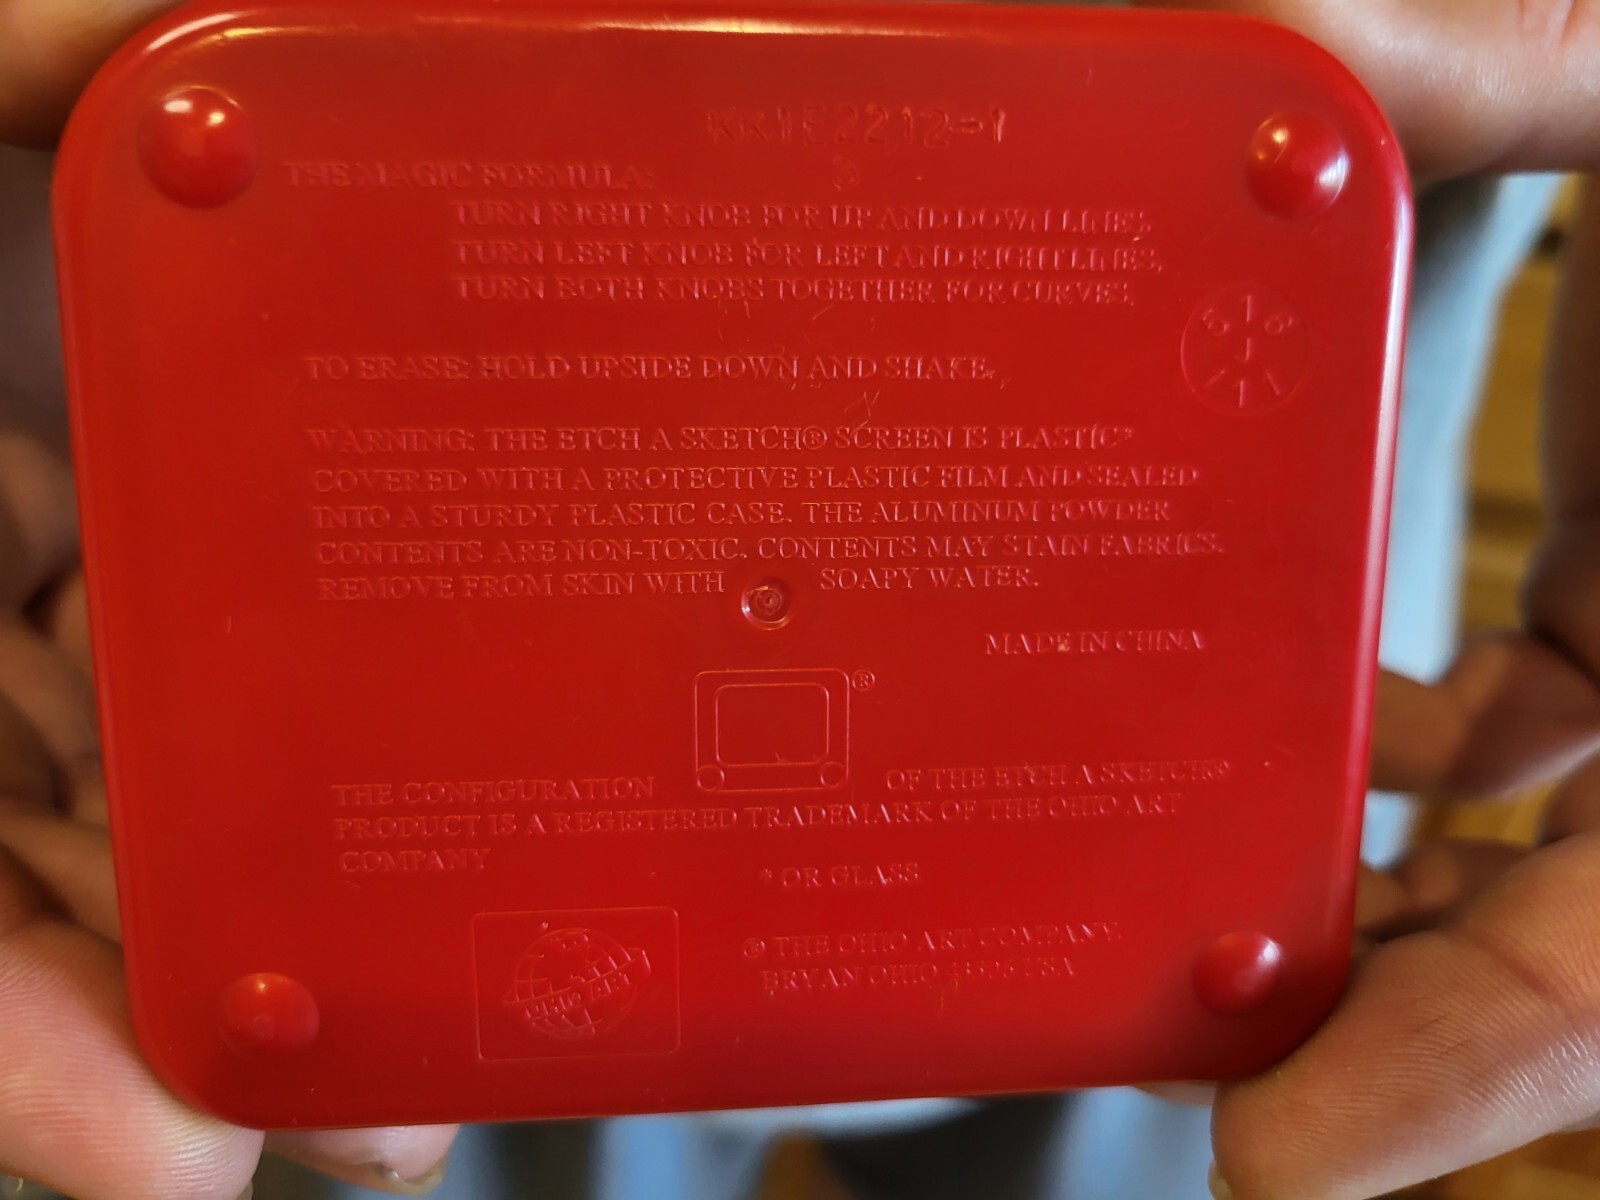 KK1E2212-1
THE MAGIC FORMULA:
TURN RIGHT KNOB FOR UP AND DOWN LINES.
TURN LEFT KNOB FOR LEFT AND RIGHT LINES.
TURN BOTH KNOBS TOGETHER FOR CURVES.
TO ERASE: HOLD UPSIDE DOWN AND SHAKE.
WARNING: THE ETCH A SKETCH® SCREEN IS PLASTIC*
COVERED WITH A PROTECTIVE PLASTIC FILM AND SEALED
INTO A STURDY PLASTIC CASE. THE ALUMINUM POWDER
CONTENTS ARE NON-TOXIC. CONTENTS MAY STAIN FABRICS.
REMOVE FROM SKIN WITH SOAPY WATER.
MADE IN CHINA
®
THE CONFIGURATION OF THE ETCH A SKETCH®
PRODUCT IS A REGISTERED TRADEMARK OF THE OHIO ART
COMPANY
* OR GLASS
OHIO ART
® THE OHIO ART COMPANY
BRYAN OHIO 43506 USA